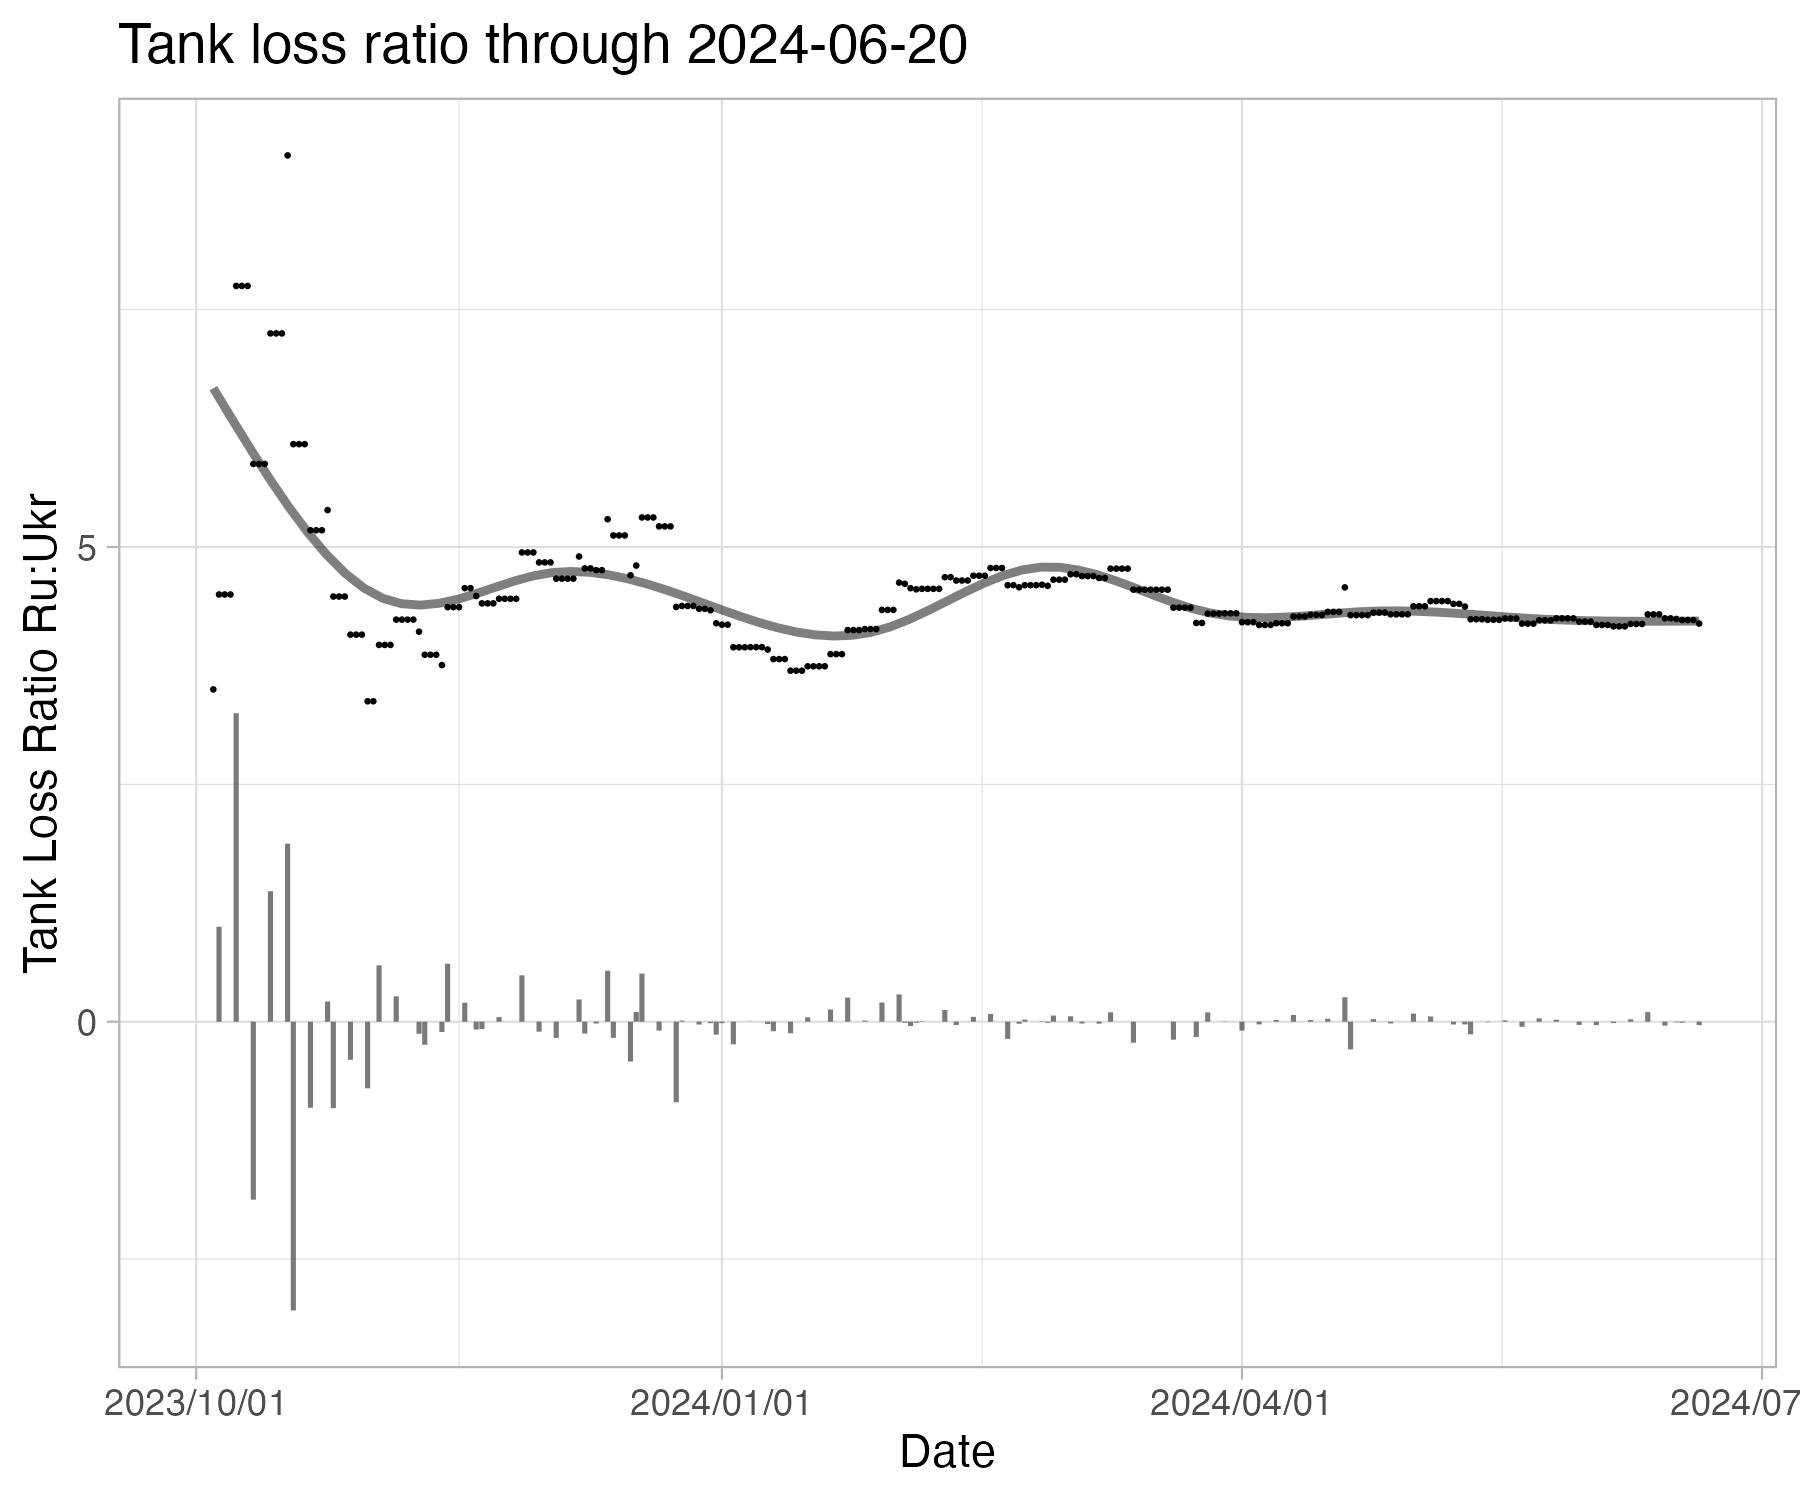 Tank loss ratio through 2024-06-20
Tank Loss Ratio Ru:Ukr
5
0
2023/10/01
2024/01/01
2024/04/01
2024/07
Date